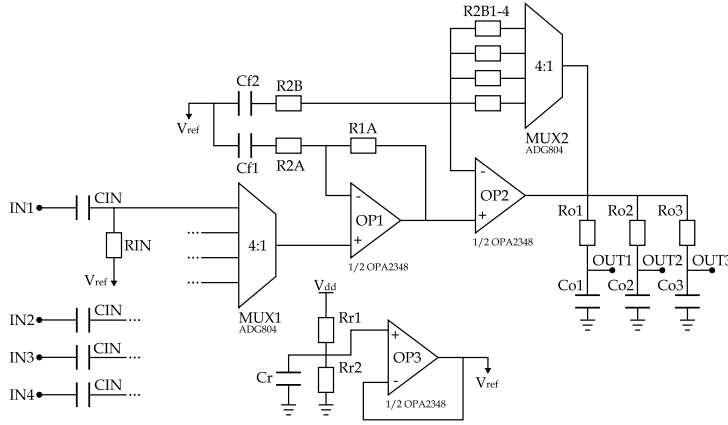 R2B1-4
4:1
MUX2
ADG804
Cf2
R2B
Vref
R1A
Cf1
R2A
-
OP2
+
1/2 OPA2348
-
OP1
+
1/2 OPA2348
IN1
CIN
RIN
Vref
....
....
....
4:1
MUX1
ADG804
Ro1
Ro2
Ro3
OUT1
OUT2
OUT3
Co1
Co2
Co3
IN2
CIN
....
IN3
CIN
....
IN4
CIN
....
Vdd
Rr1
Cr
Rr2
+
OP3
-
1/2 OPA2348
Vref